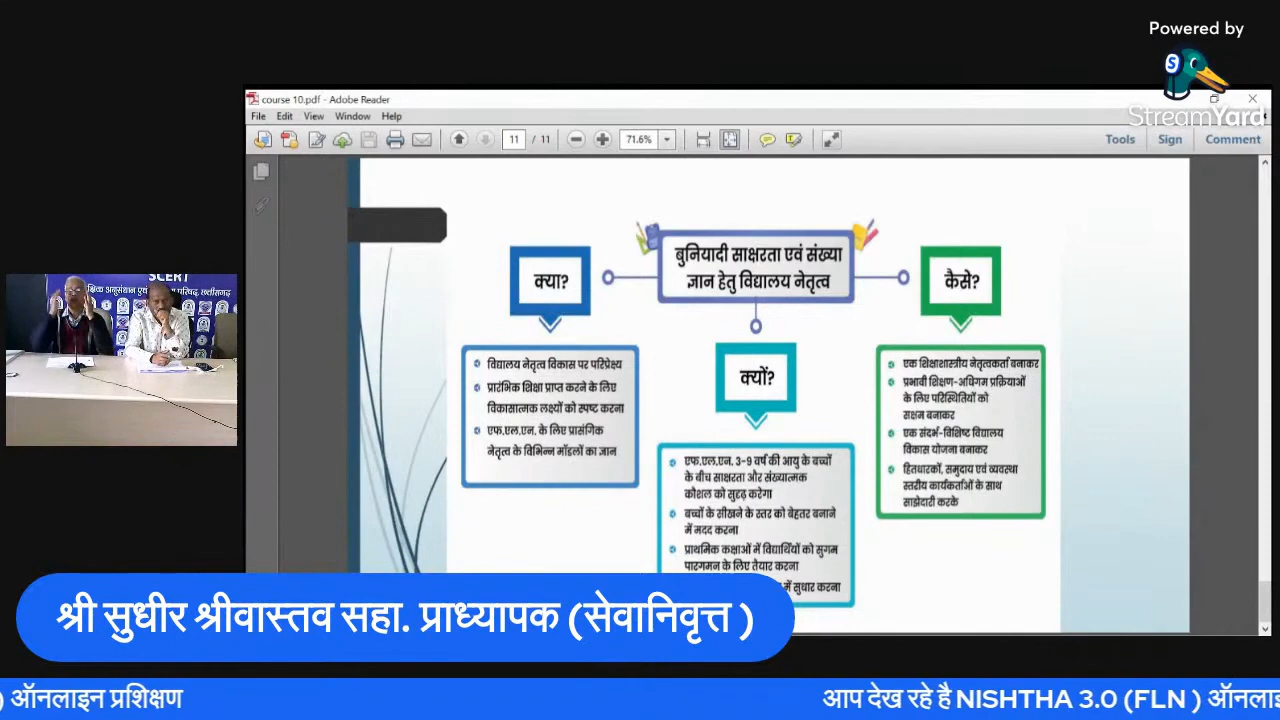 Powered by
StreamYard
course 10.pdf - Adobe Reader
File Edit View Window Help
11 / 11 71.6% Tools Sign Comment
SCERT
बुनियादी साक्षरता एवं संख्या
ज्ञान हेतु विद्यालय नेतृत्व
क्या?
विद्यालय नेतृत्व विकास पर परिप्रेक्ष्य
प्रारंभिक शिक्षा प्राप्त करने के लिए
विकासात्मक लक्ष्यों को स्पष्ट करना
एफ.एल.एन. के लिए प्रासंगिक
नेतृत्व के विभिन्न मॉडलों का ज्ञान
क्यों?
एफ.एल.एन. 3-9 वर्ष की आयु के बच्चों
के बीच साक्षरता और संख्यात्मक
कौशल को सुदृढ़ करेगा
बच्चों के सीखने के स्तर को बेहतर बनाने
में मदद करना
प्राथमिक कक्षाओं में विद्यार्थियों को सुगम
पारगमन के लिए तैयार करना
में सुधार करना
कैसे?
एक शिक्षाशास्त्रीय नेतृत्वकर्ता बनाकर
प्रभावी शिक्षण-अधिगम प्रक्रियाओं
के लिए परिस्थितियों को
सक्षम बनाकर
एक संदर्भ-विशिष्ट विद्यालय
विकास योजना बनाकर
हितधारकों, समुदाय एवं व्यवस्था
स्तरीय कार्यकर्ताओं के साथ
साझेदारी करके
श्री सुधीर श्रीवास्तव सहा. प्राध्यापक (सेवानिवृत्त )
) ऑनलाइन प्रशिक्षण आप देख रहे है NISHTHA 3.0 (FLN ) ऑनलाइ